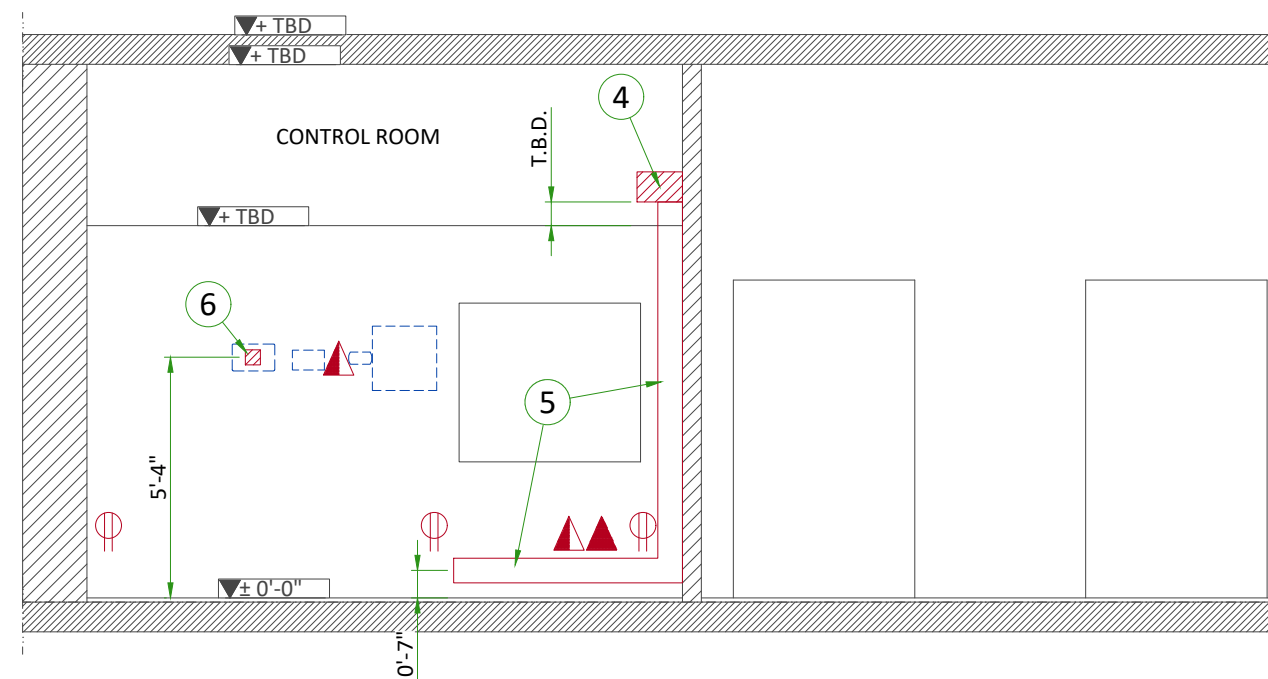 + TBD
+ TBD
4
T.B.D.
CONTROL ROOM
+ TBD
6
5
5'-4"
± 0'-0"
0'-7"